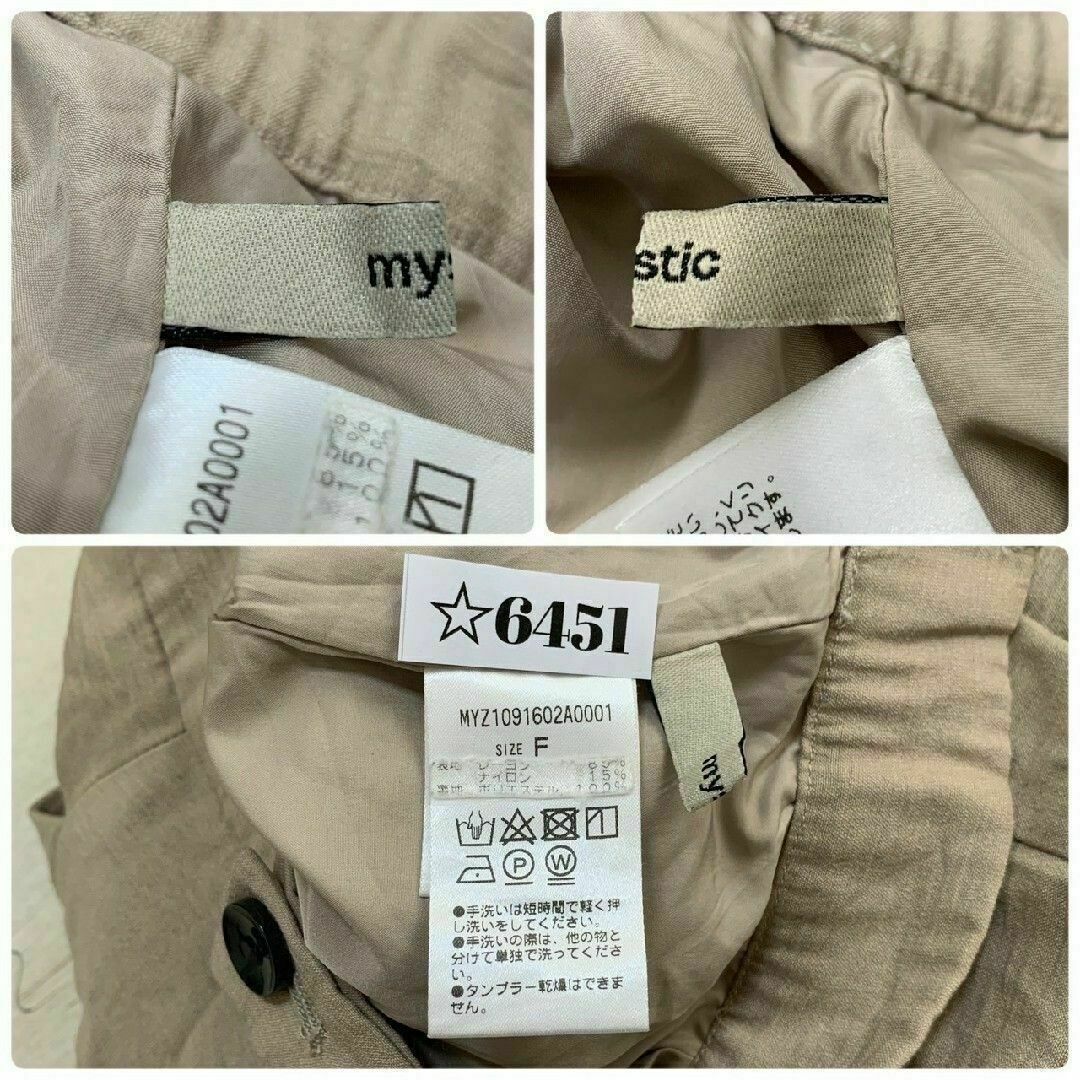 mys
02A0001
stic
☆6451
MYZ1091602A0001
SIZE F
表地 レーヨン 85%
ナイロン 15%
裏地 ポリエステル 100%
P W
●手洗いは短時間で軽く押
し洗いをしてください。
●手洗いの際は、他の物と
分けて単独で洗ってくださ
い。
●タンブラー乾燥はできま
せん。
my